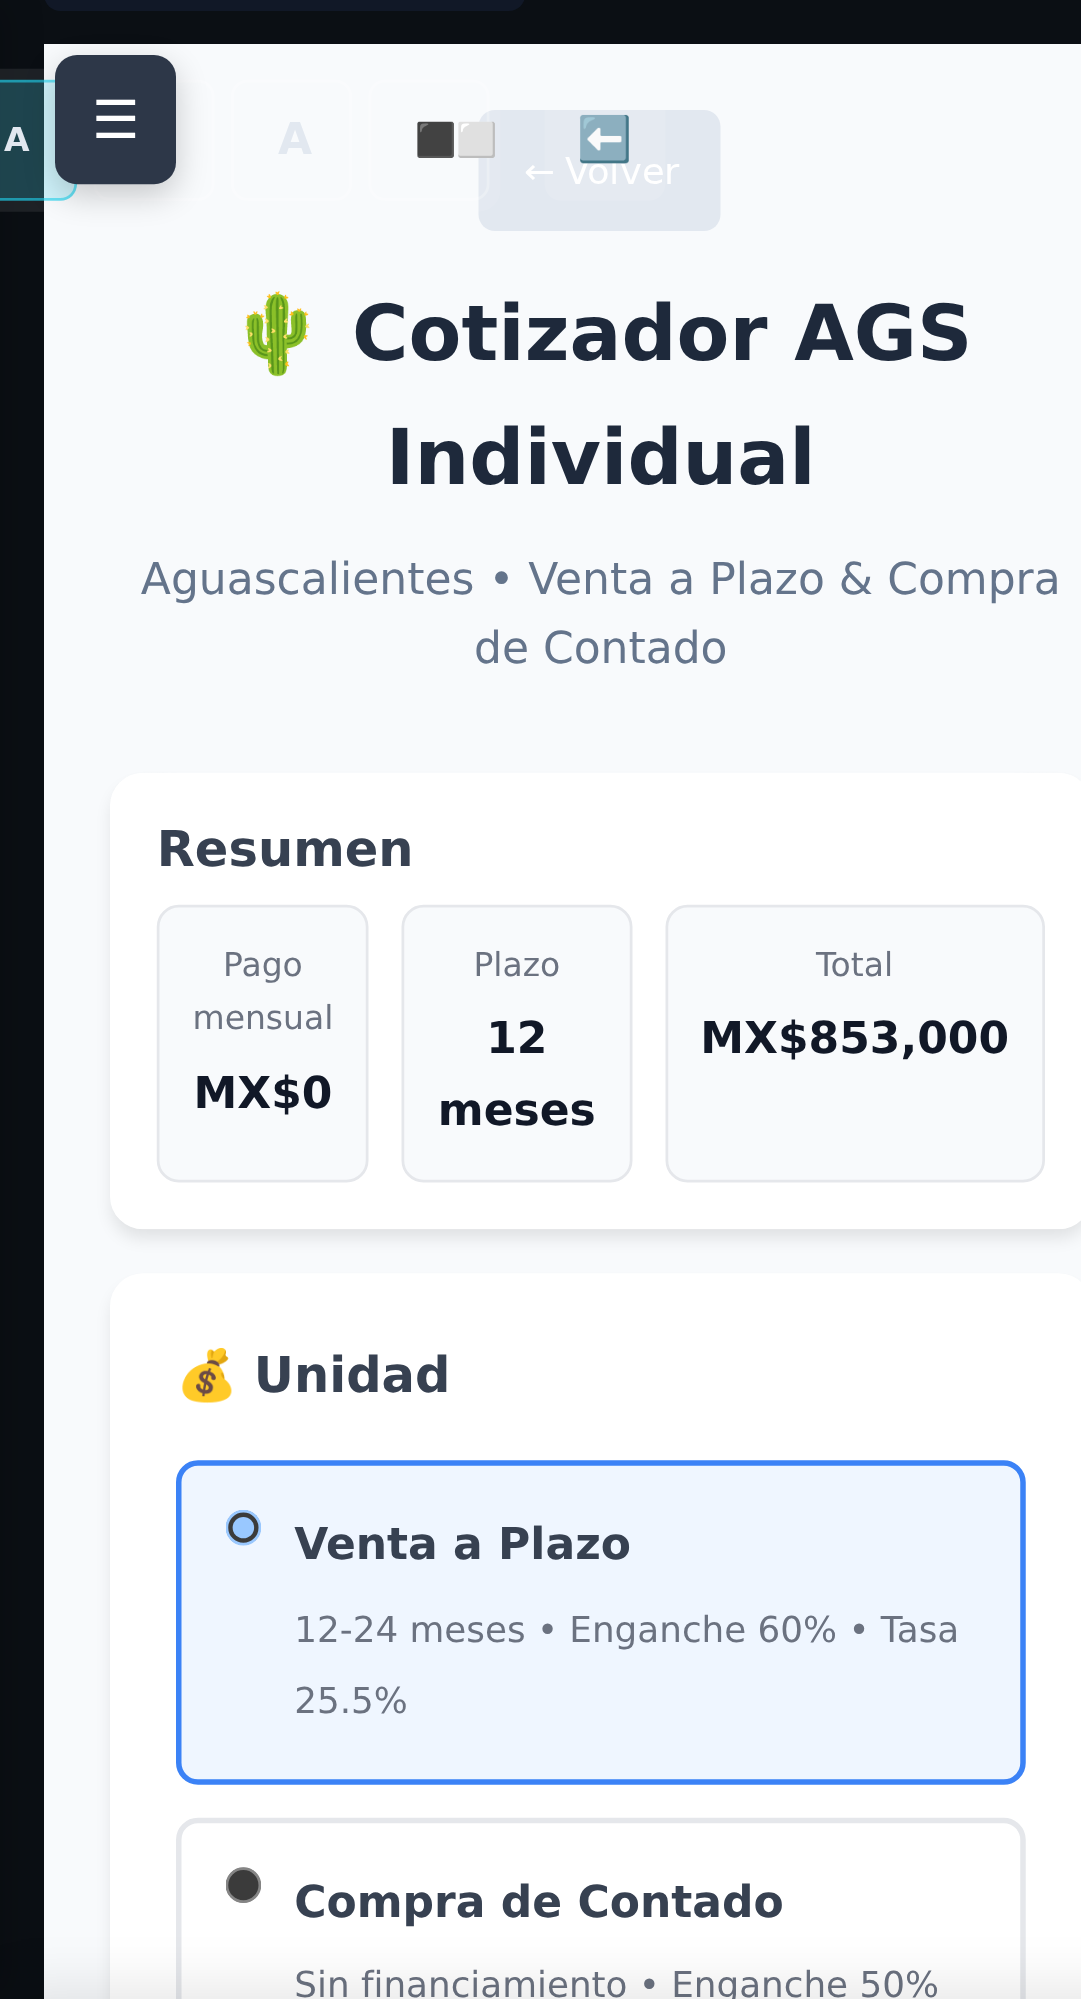 A
☰
A
⬛⬜
⬅️
← Volver
🌵 Cotizador AGS
Individual
Aguascalientes • Venta a Plazo & Compra
de Contado
Resumen
Pago
mensual
MX$0
Plazo
12
meses
Total
MX$853,000
💰 Unidad
Venta a Plazo
12-24 meses • Enganche 60% • Tasa
25.5%
Compra de Contado
Sin financiamiento • Enganche 50%